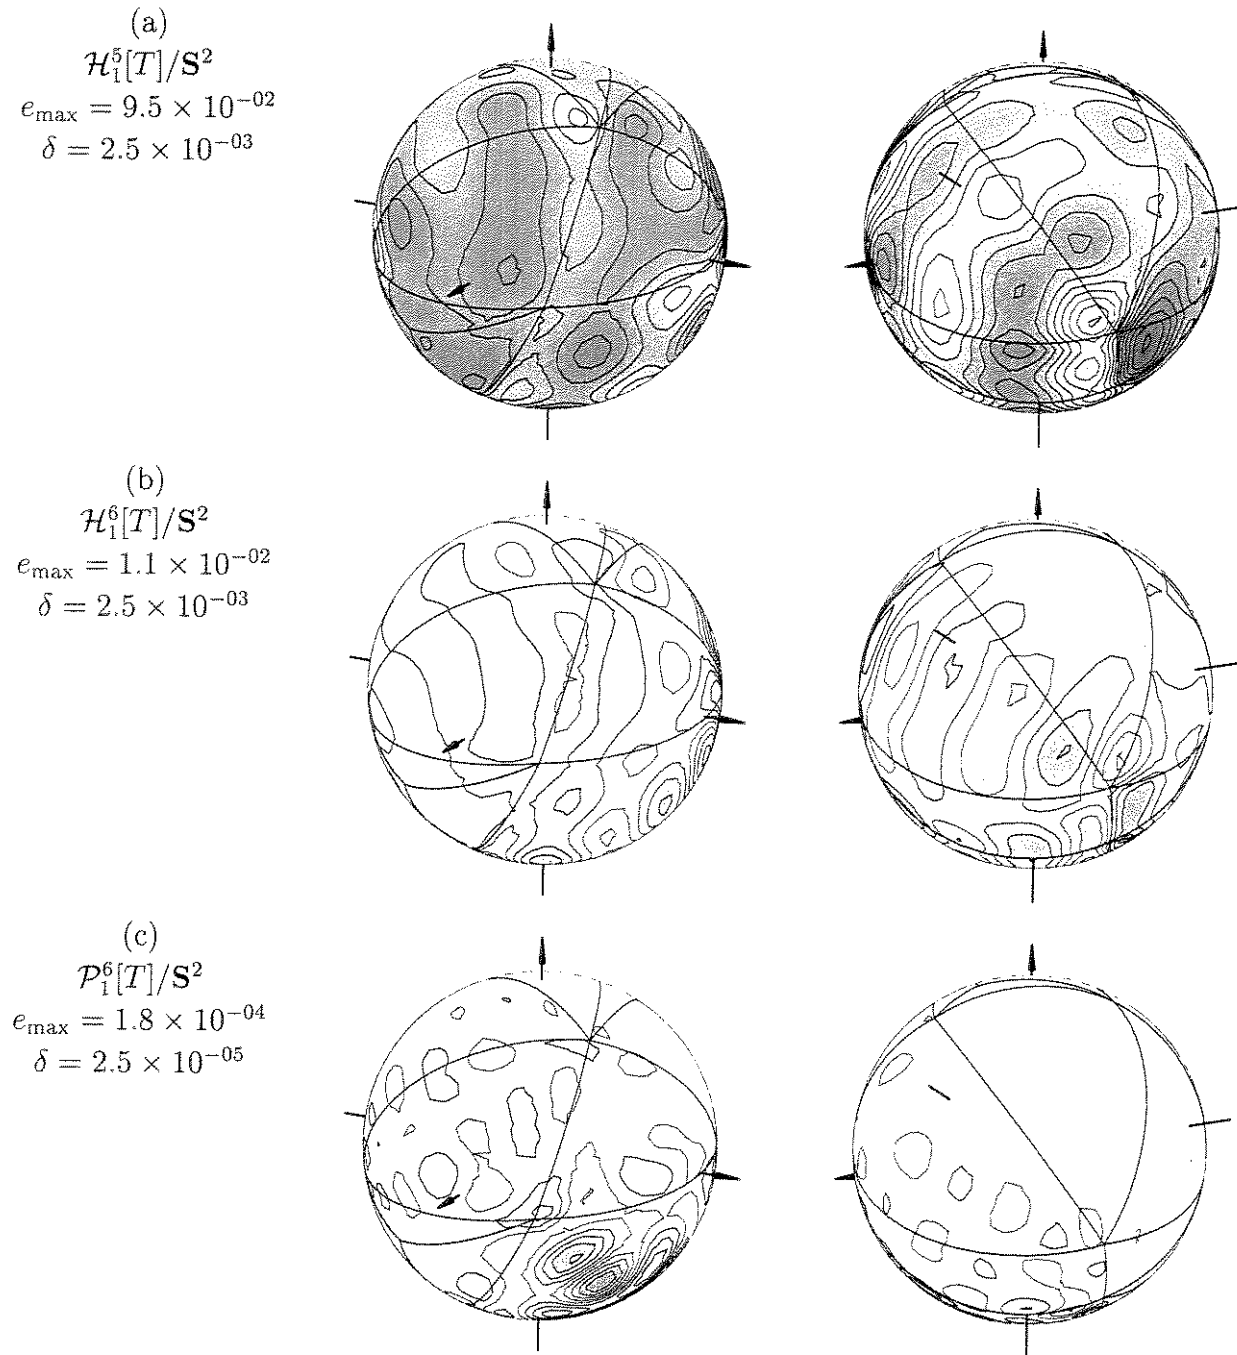 (a)
$\mathcal{H}_1^5[T]/\mathbf{S}^2$
$e_{\max} = 9.5 \times 10^{-02}$
$\delta = 2.5 \times 10^{-03}$
(b)
$\mathcal{H}_1^6[T]/\mathbf{S}^2$
$e_{\max} = 1.1 \times 10^{-02}$
$\delta = 2.5 \times 10^{-03}$
(c)
$\mathcal{P}_1^6[T]/\mathbf{S}^2$
$e_{\max} = 1.8 \times 10^{-04}$
$\delta = 2.5 \times 10^{-05}$